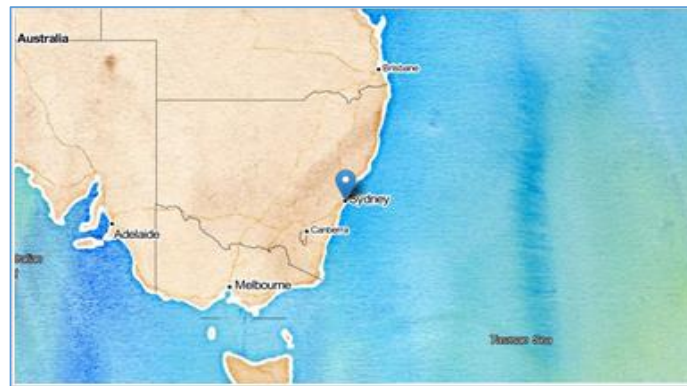 Australia
Brisbane
Sydney
Canberra
Adelaide
Melbourne
Tasman Sea